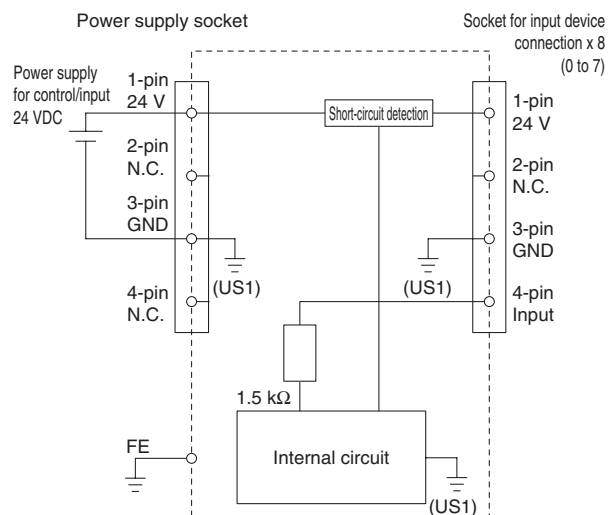 Power supply socket
Socket for input device
connection x 8
(0 to 7)
Power supply
for control/input
24 VDC
1-pin
24 V
2-pin
N.C.
3-pin
GND
4-pin
N.C.
(US1)
Short-circuit detection
1-pin
24 V
2-pin
N.C.
3-pin
GND
(US1)
4-pin
Input
1.5 kΩ
FE
Internal circuit
(US1)